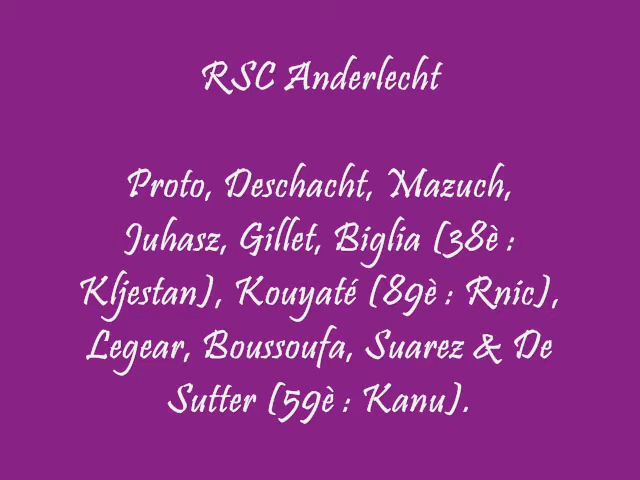 RSC Anderlecht
Proto, Deschacht, Mazuch,
Juhasz, Gillet, Biglia (38è :
Kljestan), Kouyaté (89è : Rnic),
Legear, Boussoufa, Suarez & De
Sutter (59è : Kanu).